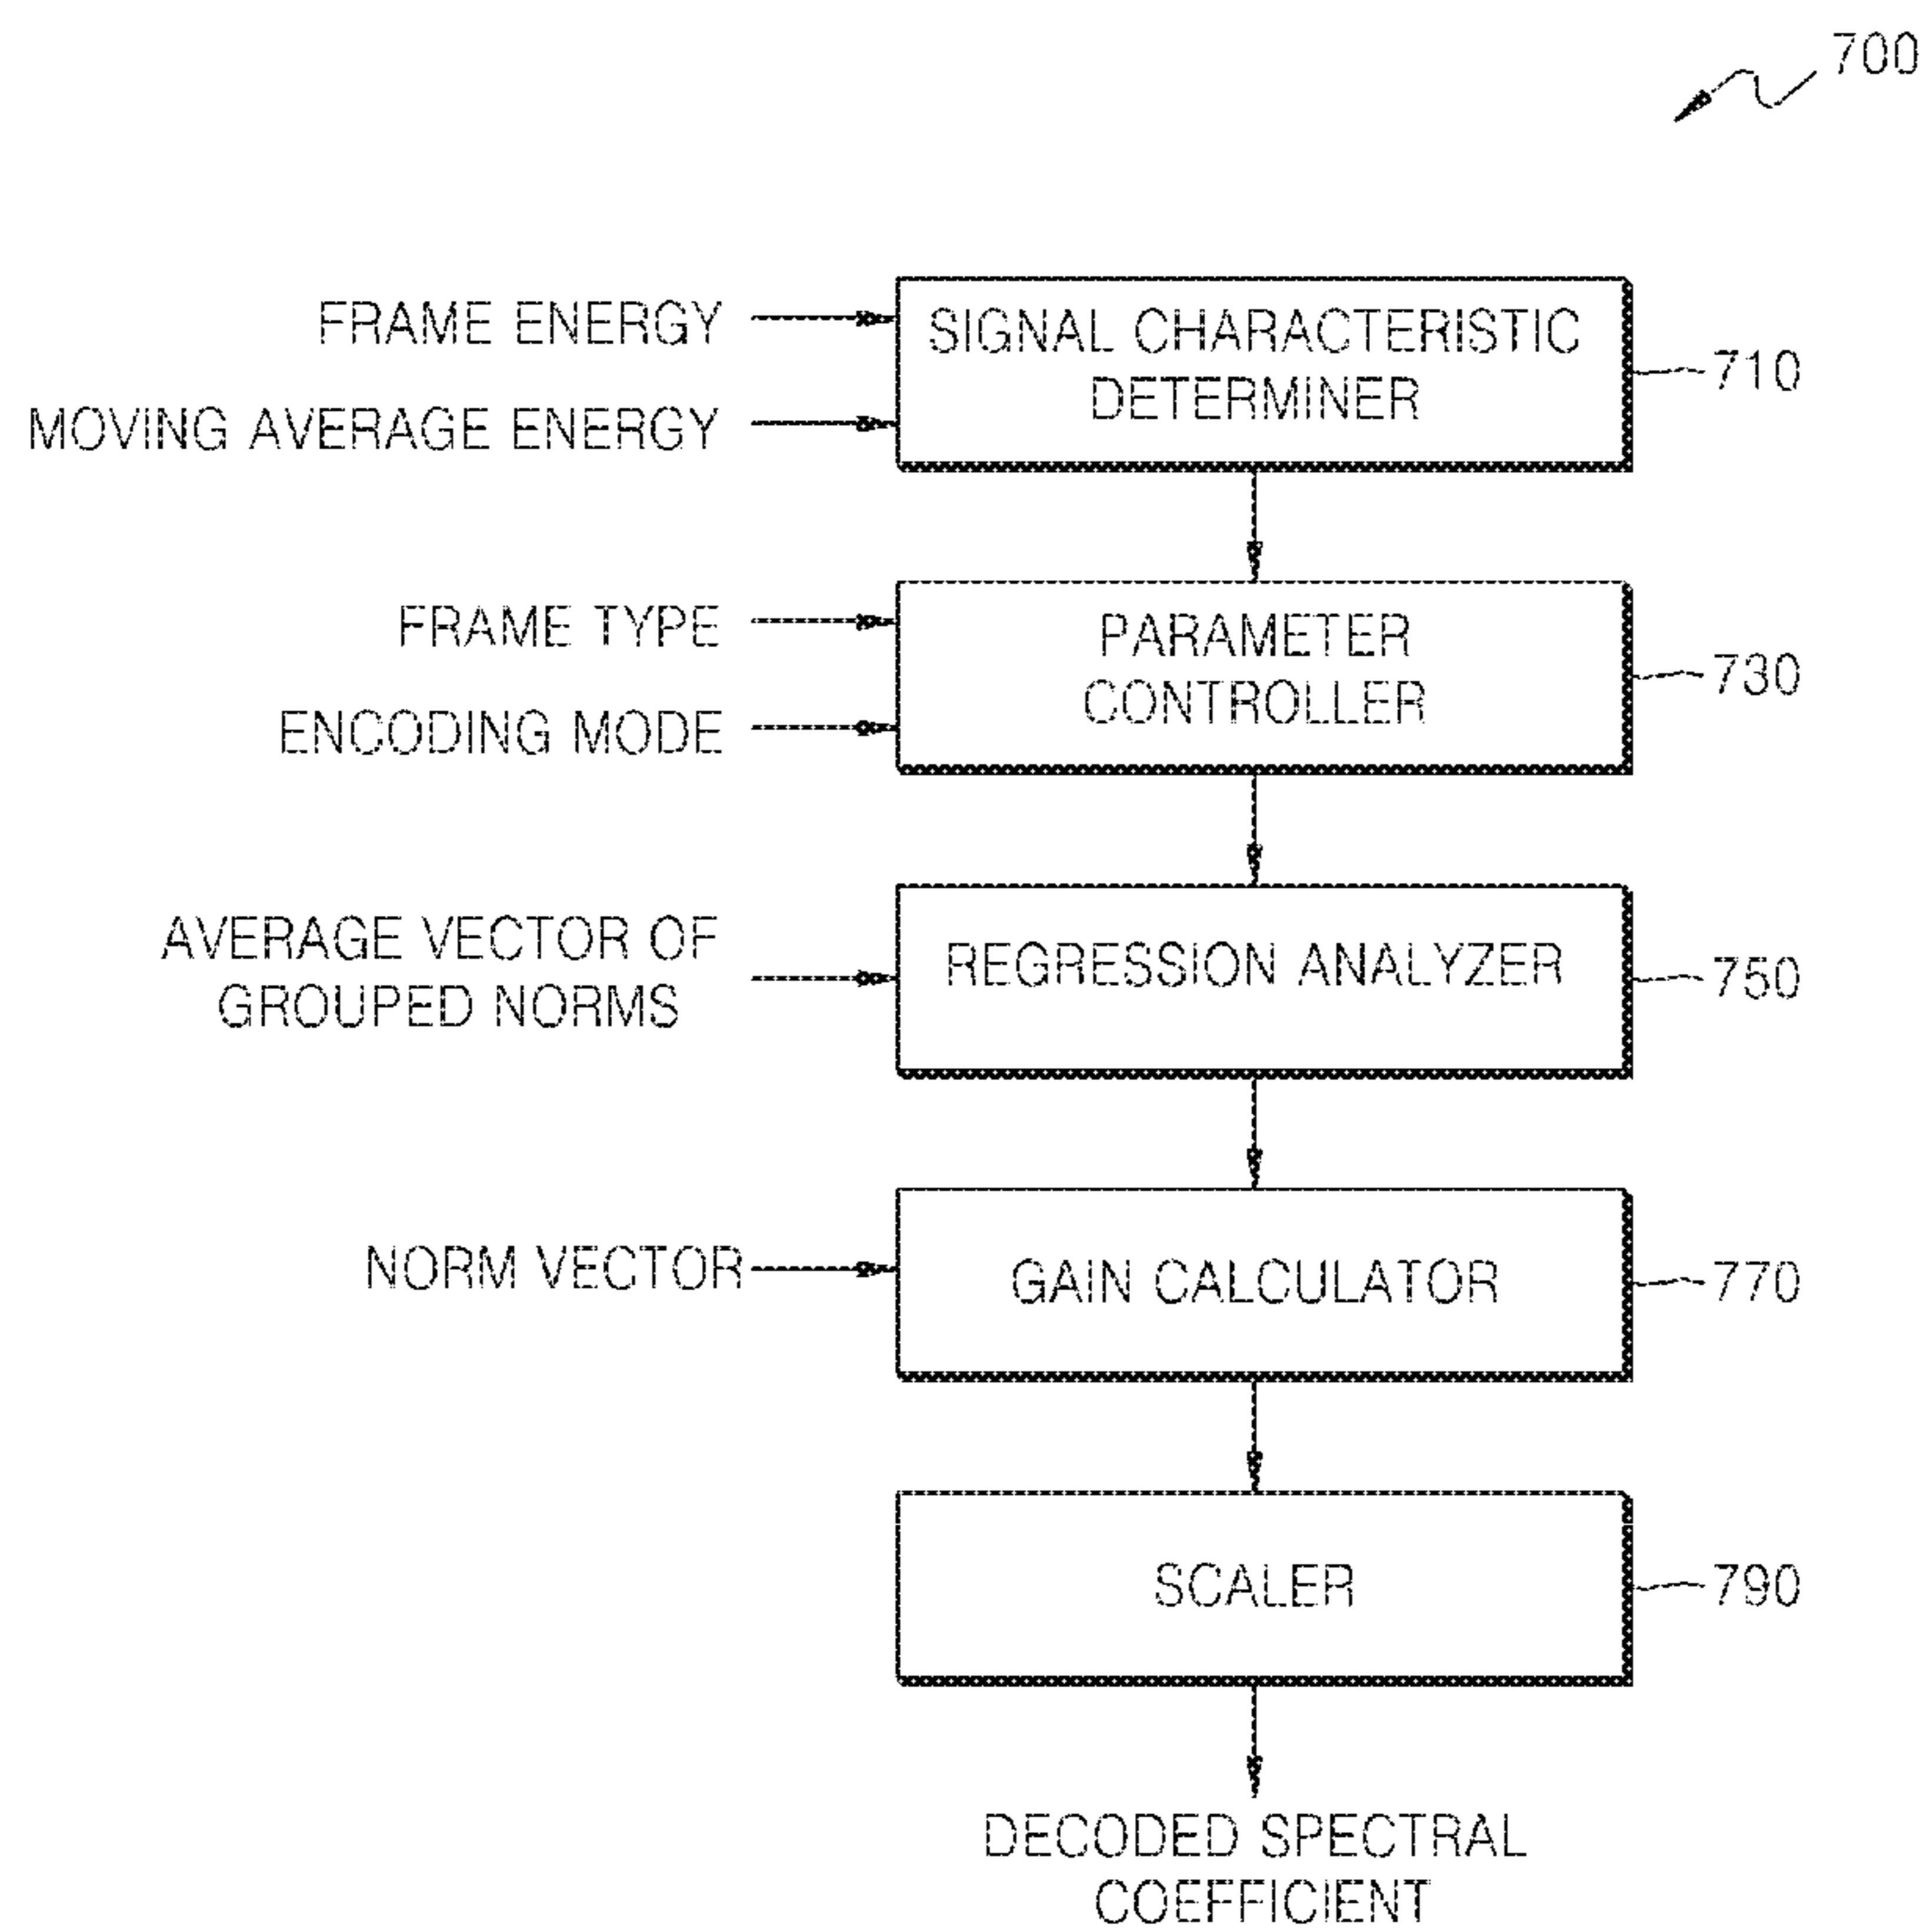 700
FRAME ENERGY
MOVING AVERAGE ENERGY
SIGNAL CHARACTERISTIC
DETERMINER
710
FRAME TYPE
ENCODING MODE
PARAMETER
CONTROLLER
730
AVERAGE VECTOR OF
GROUPED NORMS
REGRESSION ANALYZER
750
NORM VECTOR
GAIN CALCULATOR
770
SCALER
790
DECODED SPECTRAL
COEFFICIENT